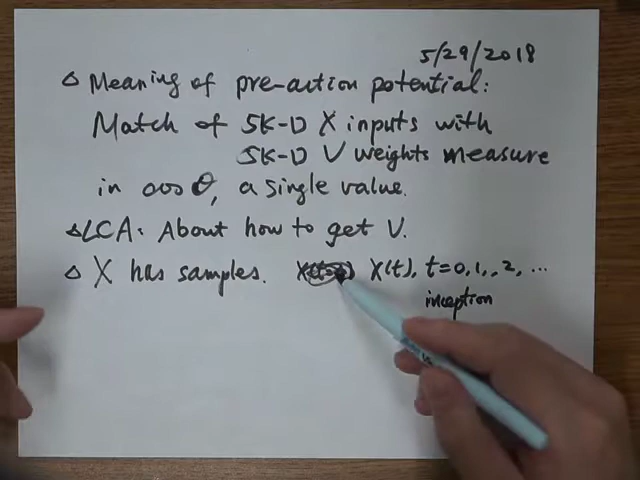 5/29/2018
△ Meaning of pre-action potential:
Match of 5K-D X inputs with
5K-D V weights measure
in cos θ, a single value.
△ LCA: About how to get V.
△ X has samples. X(t), t=0,1,,2,...
inception